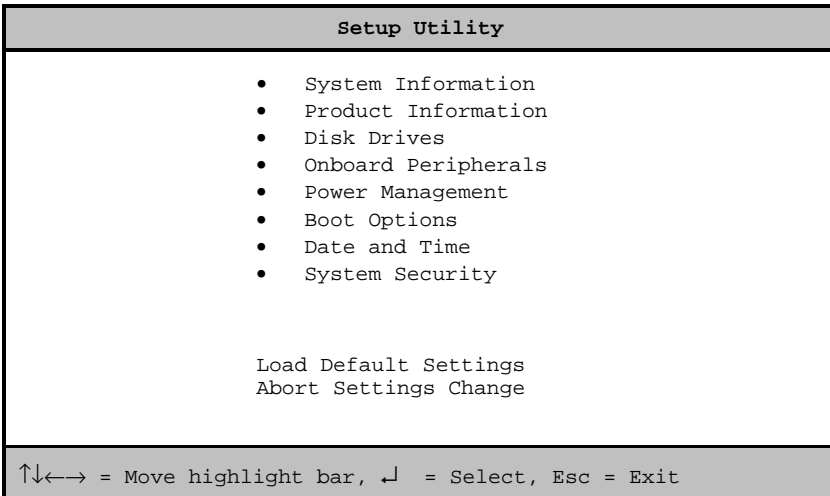 Setup Utility
• System Information
• Product Information
• Disk Drives
• Onboard Peripherals
• Power Management
• Boot Options
• Date and Time
• System Security
Load Default Settings
Abort Settings Change
↑↓←→ = Move highlight bar, ↵ = Select, Esc = Exit